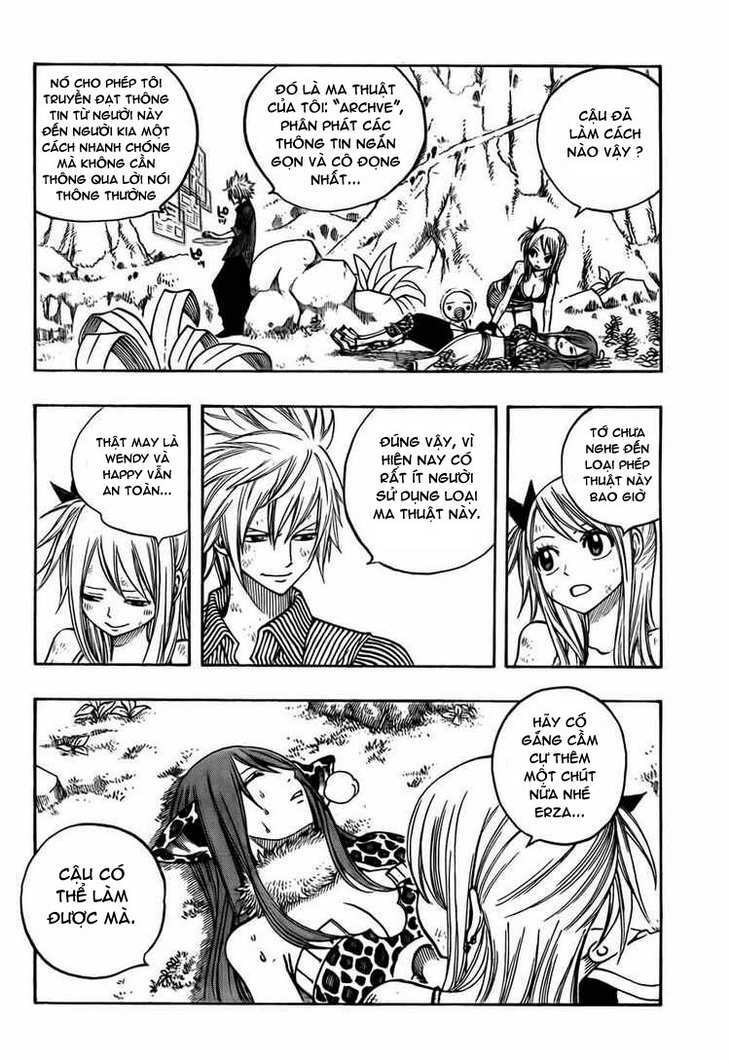 CẬU ĐÃ
LÀM CÁCH
NÀO VẬY ?
ĐÓ LÀ MA THUẬT
CỦA TÔI: "ARCHVE",
PHÂN PHÁT CÁC
THÔNG TIN NGẮN
GỌN VÀ CÔ ĐỌNG
NHẤT...
NÓ CHO PHÉP TÔI
TRUYỀN ĐẠT THÔNG
TIN TỪ NGƯỜI NÀY
ĐẾN NGƯỜI KIA MỘT
CÁCH NHANH CHÓNG
MÀ KHÔNG CẦN
THÔNG QUA LỜI NÓI
THÔNG THƯỜNG
TỚ CHƯA
NGHE ĐẾN
LOẠI PHÉP
THUẬT NÀY
BAO GIỜ
ĐÚNG VẬY, VÌ
HIỆN NAY CÓ
RẤT ÍT NGƯỜI
SỬ DỤNG LOẠI
MA THUẬT NÀY.
THẬT MAY LÀ
WENDY VÀ
HAPPY VẪN
AN TOÀN...
HÃY CỐ
GẮNG CẦM
CỰ THÊM
MỘT CHÚT
NỮA NHÉ
ERZA...
CẬU CÓ
THỂ LÀM
ĐƯỢC MÀ.